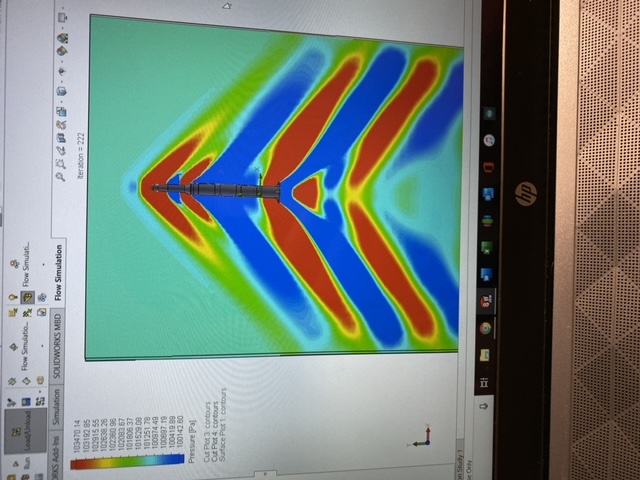 Run
Load/Unload
Flow Simulatio...
Flow Simulati...
ORKS Add-Ins
Simulation
SOLIDWORKS MBD
Flow Simulation
Iteration = 222
103470.14
103192.85
102915.55
102638.26
102360.96
102083.67
101806.37
101529.08
101251.78
100974.49
100697.19
100419.89
100142.60
Pressure [Pa]
Cut Plot 3: contours
Cut Plot 4: contours
Surface Plot 1: contours
on Study 1
se Only
hp